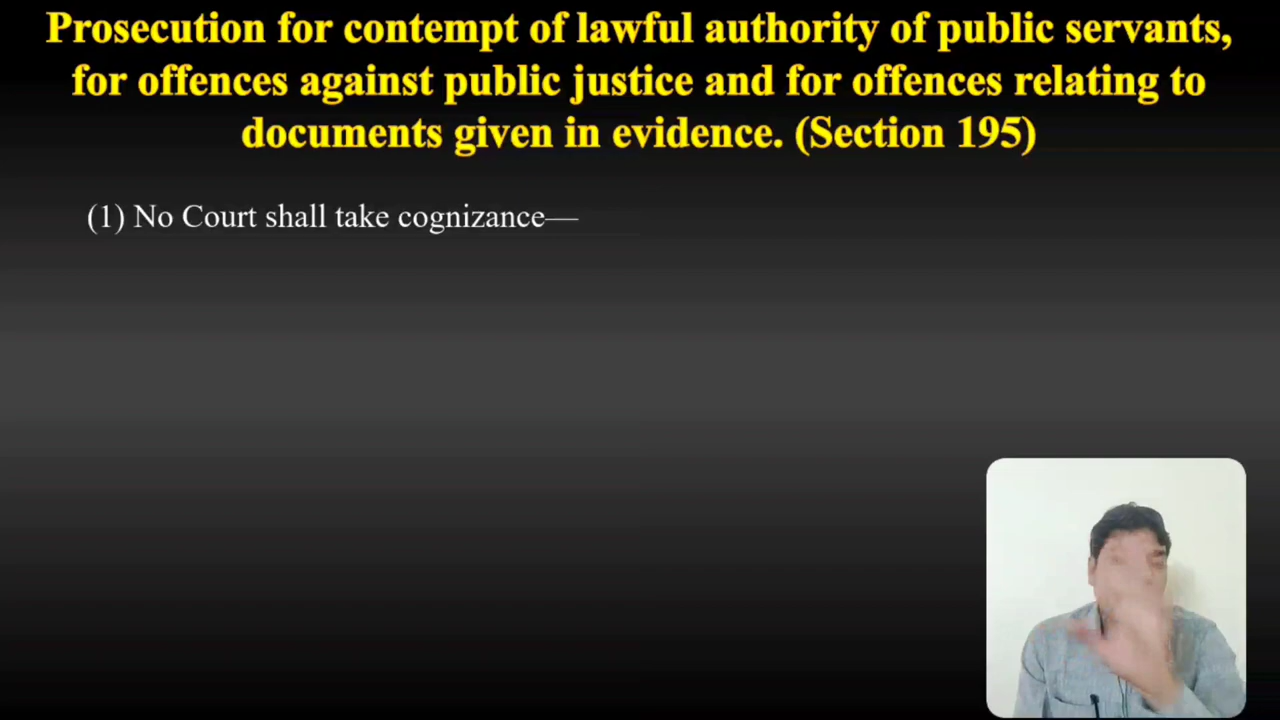 Prosecution for contempt of lawful authority of public servants,
for offences against public justice and for offences relating to
documents given in evidence. (Section 195)
(1) No Court shall take cognizance—